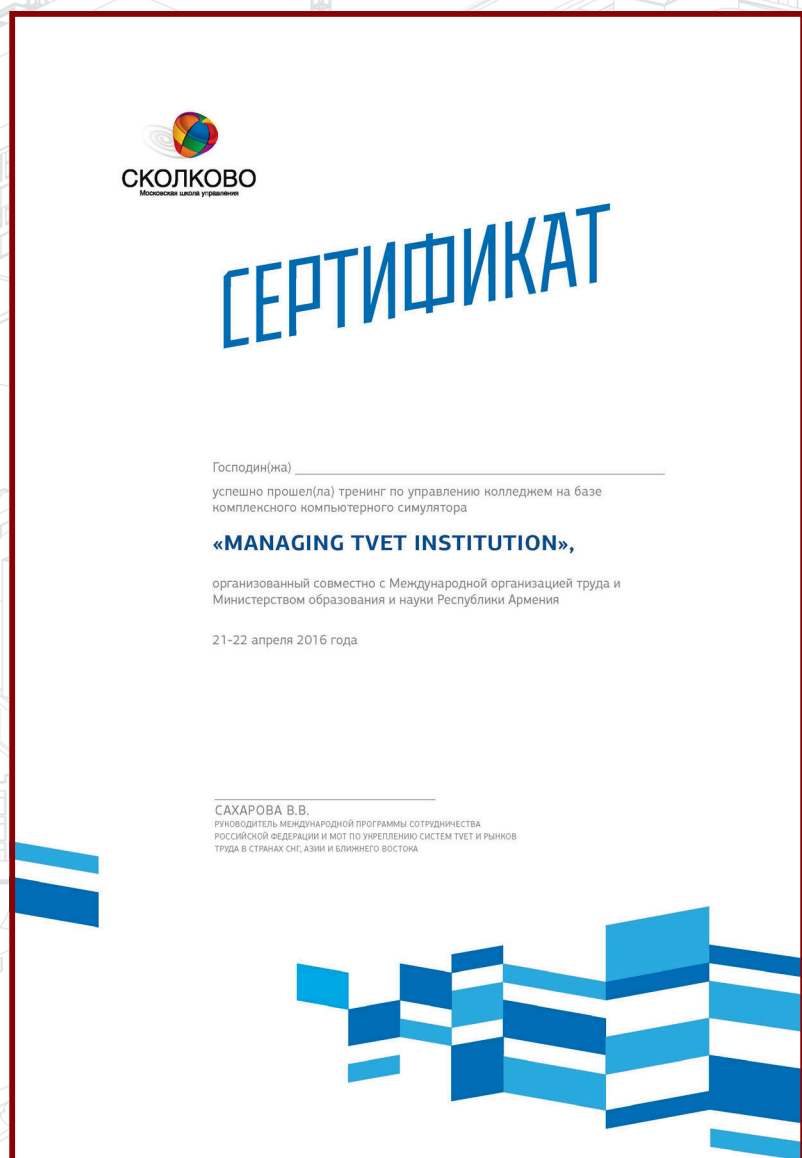 СКОЛКОВО
Московская школа управления
СЕРТИФИКАТ
Господин(жа)
успешно прошел(ла) тренинг по управлению колледжем на базе
комплексного компьютерного симулятора
«MANAGING TVET INSTITUTION»,
организованный совместно с Международной организацией труда и
Министерством образования и науки Республики Армения
21-22 апреля 2016 года
САХАРОВА В.В.
РУКОВОДИТЕЛЬ МЕЖДУНАРОДНОЙ ПРОГРАММЫ СОТРУДНИЧЕСТВА
РОССИЙСКОЙ ФЕДЕРАЦИИ И МОТ ПО УКРЕПЛЕНИЮ СИСТЕМ TVET И РЫНКОВ
ТРУДА В СТРАНАХ СНГ, АЗИИ И БЛИЖНЕГО ВОСТОКА